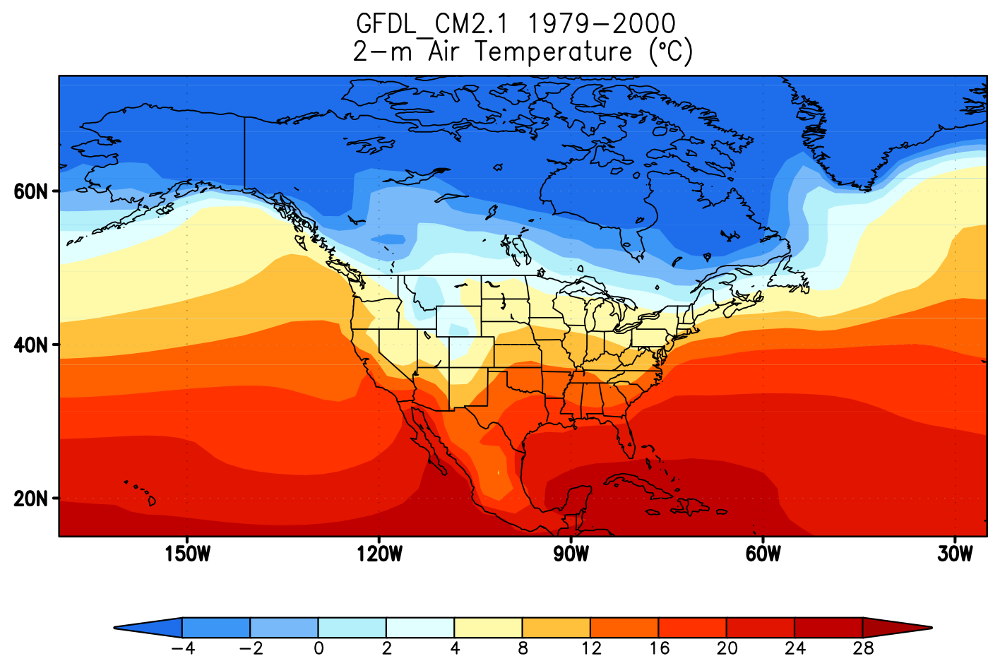 GFDL_CM2.1 1979−2000
2−m Air Temperature (°C)
60N
40N
20N
150W 120W 90W 60W 30W
−4 −2 0 2 4 8 12 16 20 24 28